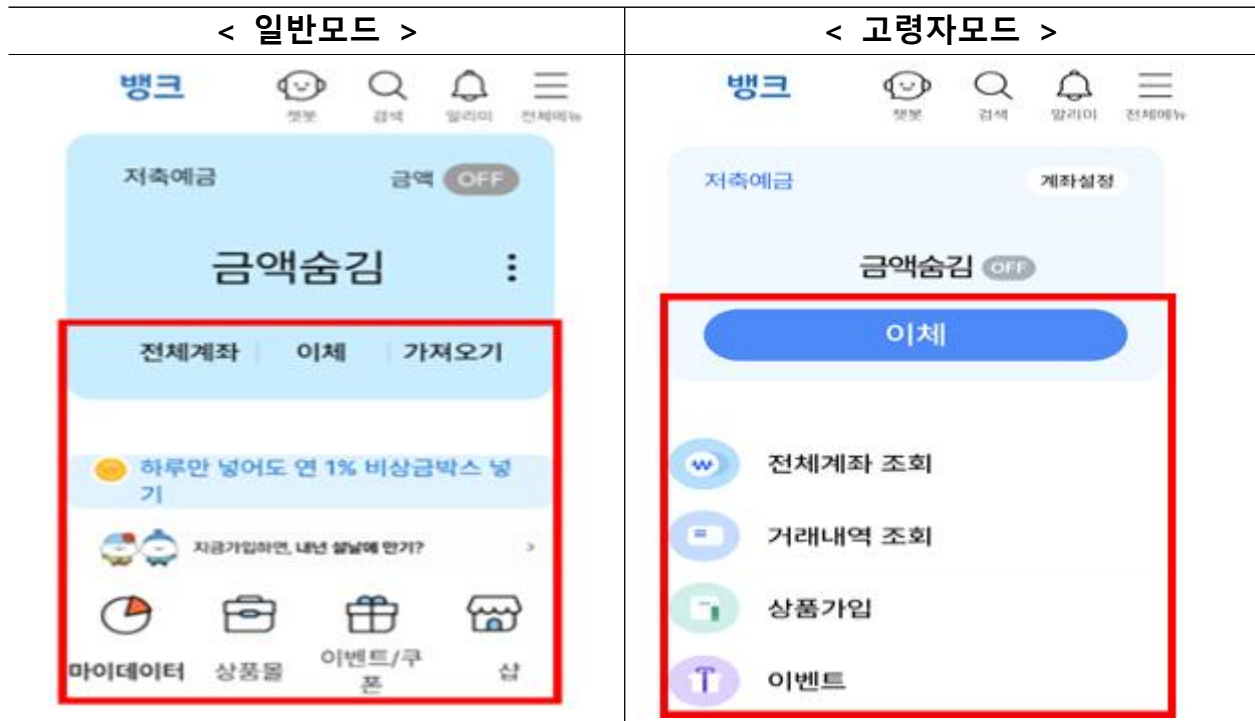 < 일반모드 >
뱅크
챗봇 검색 알리미 전체메뉴
저축예금 금액 OFF
금액숨김
전체계좌 이체 가져오기
하루만 넣어도 연 1% 비상금박스 넣
기
지금가입하면, 내년 설날에 만기?
마이데이터 상품몰 이벤트/쿠
폰 샵
< 고령자모드 >
뱅크
챗봇 검색 알리미 전체메뉴
저축예금 계좌설정
금액숨김 OFF
이체
전체계좌 조회
거래내역 조회
상품가입
이벤트